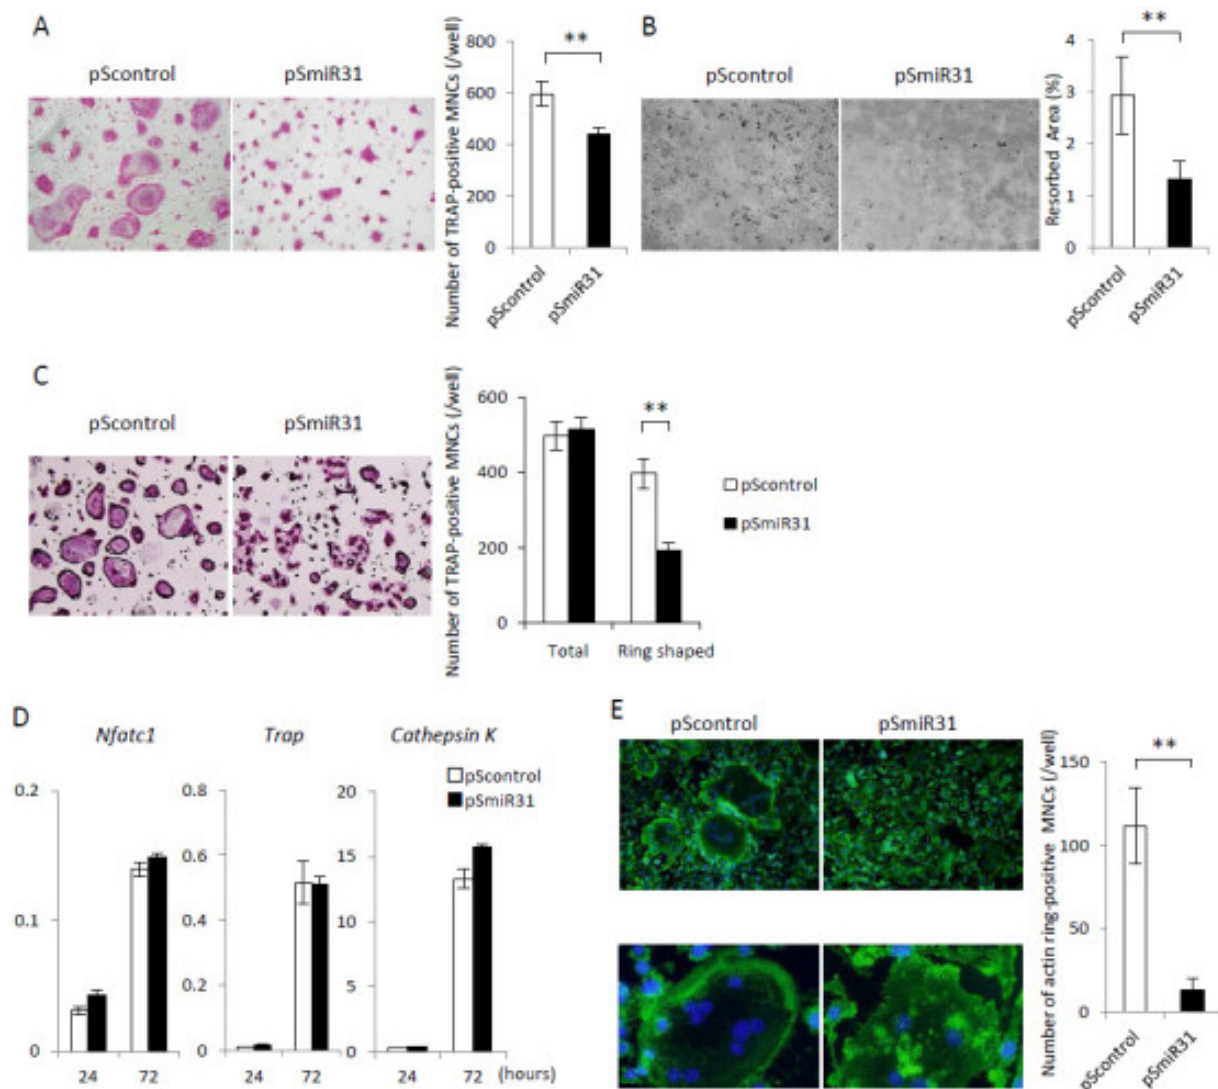 A
pScontrol
pSmiR31
Number of TRAP-positive MNCs (/well)
800
600
400
200
0
**
pScontrol
pSmiR31
B
pScontrol
pSmiR31
Resorbed Area (%)
4
3
2
1
0
**
pScontrol
pSmiR31
C
pScontrol
pSmiR31
Number of TRAP-positive MNCs (/well)
600
400
200
0
**
Total
Ring shaped
pScontrol
pSmiR31
D
Nfatc1
Trap
Cathepsin K
pScontrol
pSmiR31
0.2
0.1
0
24
72
0.8
0.6
0.4
0.2
0
24
72
20
15
10
5
0
24
72
(hours)
E
pScontrol
pSmiR31
Number of actin ring-positive MNCs (/well)
150
100
50
0
**
pScontrol
pSmiR31